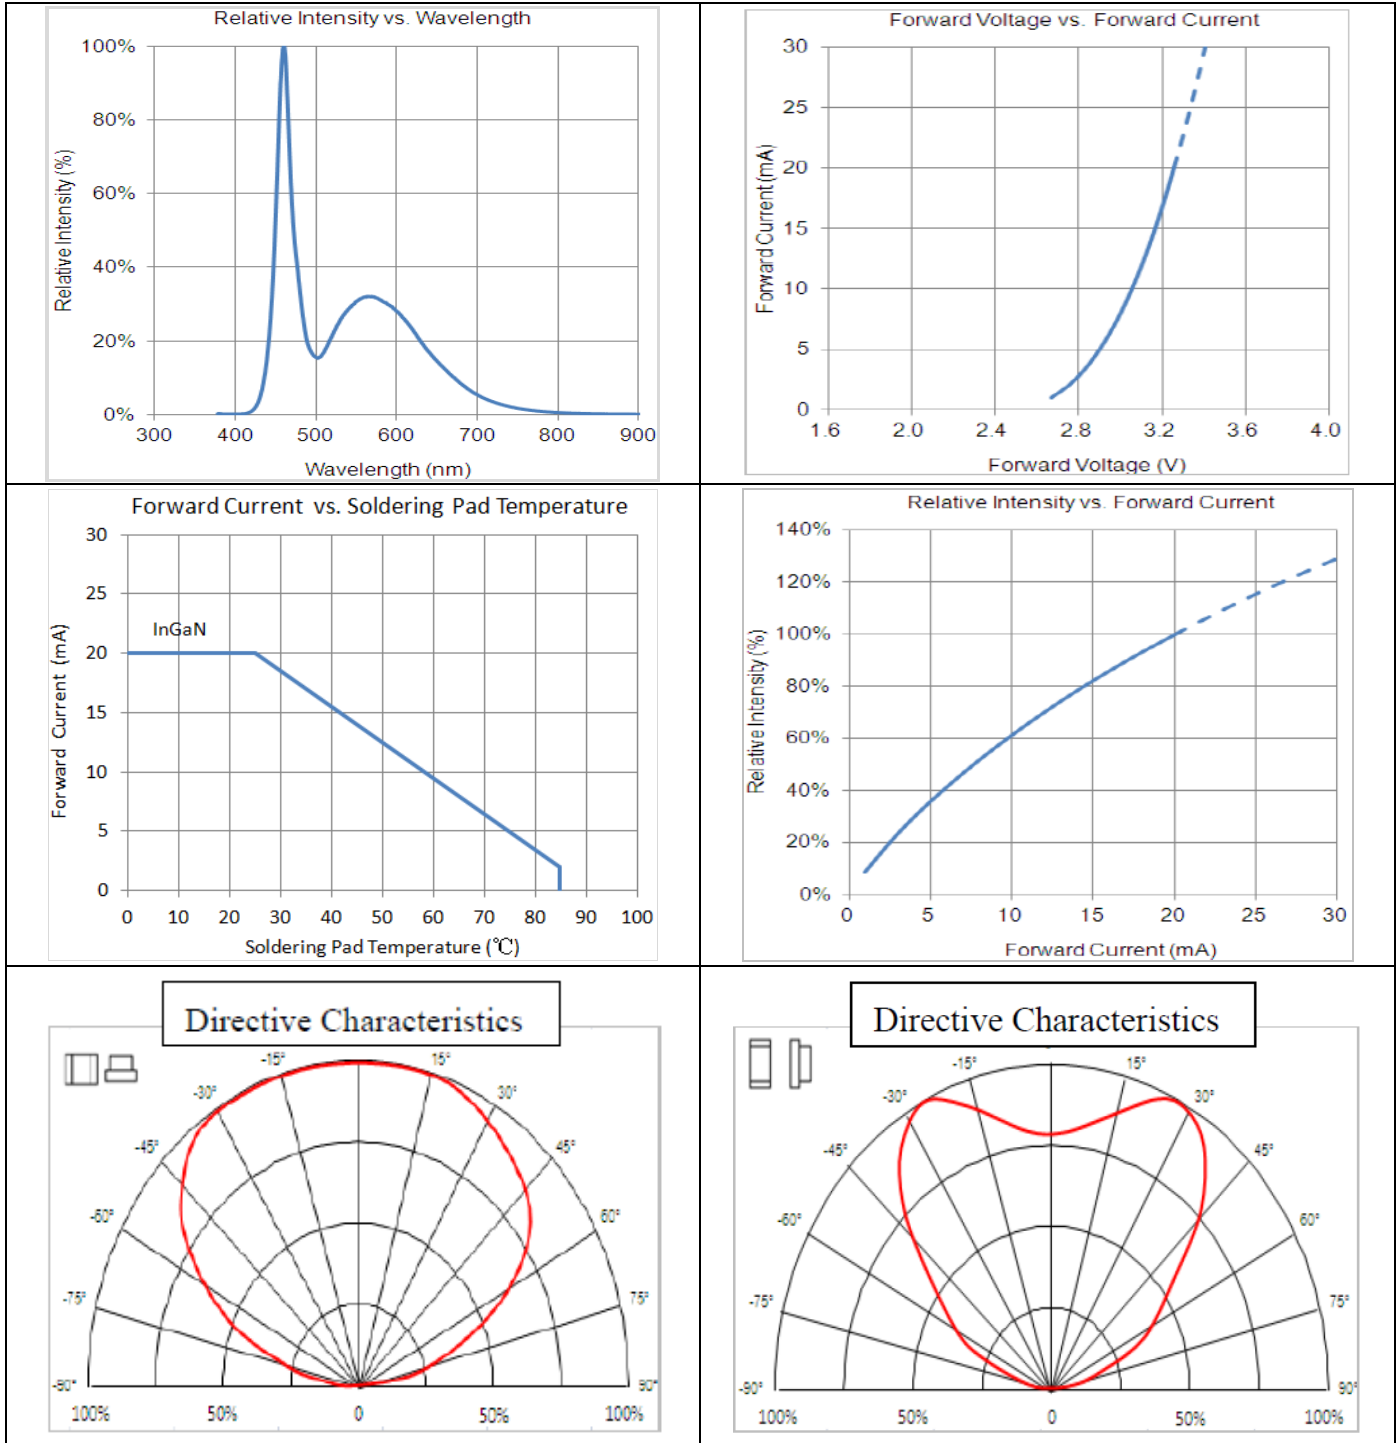 Relative Intensity vs. Wavelength
100%
80%
60%
40%
20%
0%
Relative Intensity (%)
300 400 500 600 700 800 900
Wavelength (nm)
Forward Voltage vs. Forward Current
30
25
20
15
10
5
0
Forward Current (mA)
1.6 2.0 2.4 2.8 3.2 3.6 4.0
Forward Voltage (V)
Forward Current vs. Soldering Pad Temperature
30
25
20
15
10
5
0
InGaN
Forward Current (mA)
0 10 20 30 40 50 60 70 80 90 100
Soldering Pad Temperature (℃)
Relative Intensity vs. Forward Current
140%
120%
100%
80%
60%
40%
20%
0%
Relative Intensity (%)
0 5 10 15 20 25 30
Forward Current (mA)
Directive Characteristics
-15° 15°
-30° 30°
-45° 45°
-60° 60°
-75° 75°
-90° 90°
100% 50% 0 50% 100%
Directive Characteristics
-15° 15°
-30° 30°
-45° 45°
-60° 60°
-75° 75°
-90° 90°
100% 50% 0 50% 100%